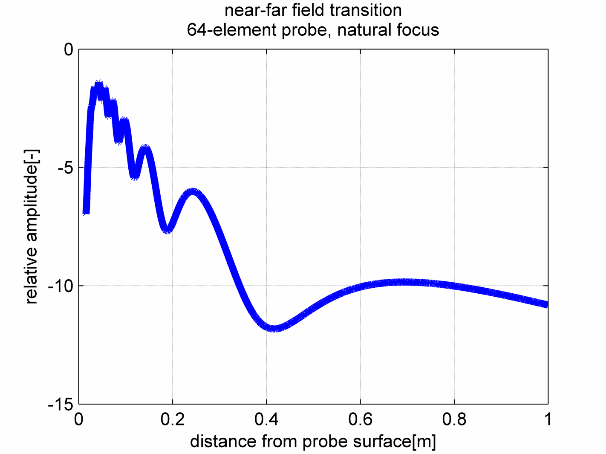 near-far field transition
64-element probe, natural focus
0
-5
-10
-15
relative amplitude[-]
0 0.2 0.4 0.6 0.8 1
distance from probe surface[m]